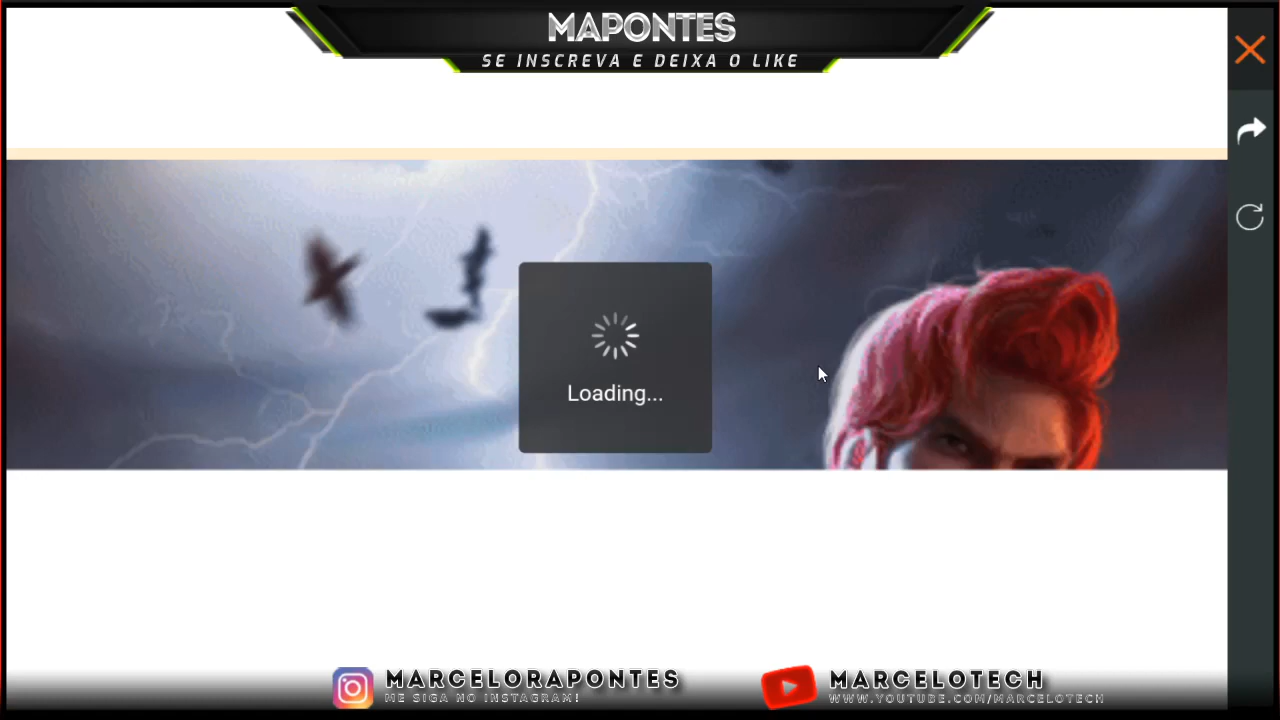 MAPONTES
SE INSCREVA E DEIXA O LIKE
Loading...
MARCELORAPONTES
ME SIGA NO INSTAGRAM!
MARCELOTECH
WWW.YOUTUBE.COM/MARCELOTECH